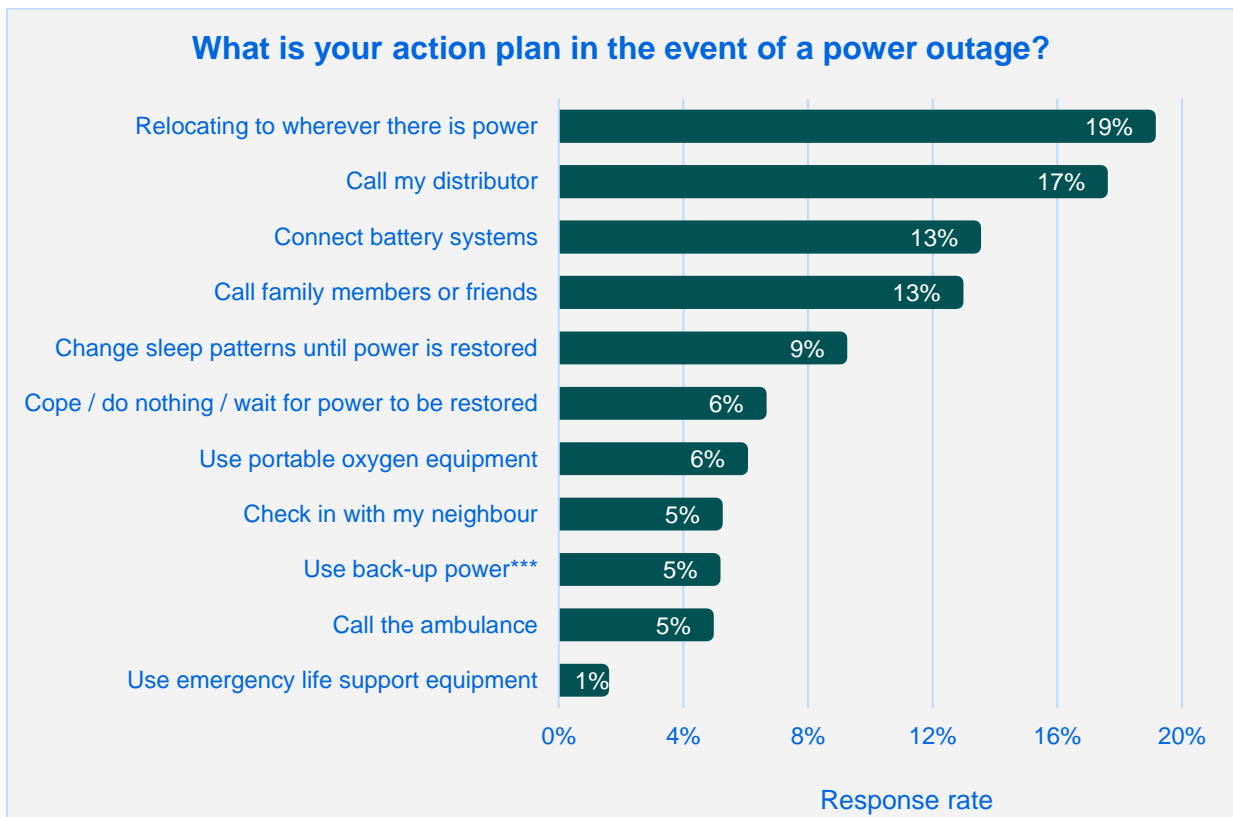 What is your action plan in the event of a power outage?
Relocating to wherever there is power 19%
Call my distributor 17%
Connect battery systems 13%
Call family members or friends 13%
Change sleep patterns until power is restored 9%
Cope / do nothing / wait for power to be restored 6%
Use portable oxygen equipment 6%
Check in with my neighbour 5%
Use back-up power*** 5%
Call the ambulance 5%
Use emergency life support equipment 1%
0% 4% 8% 12% 16% 20%
Response rate